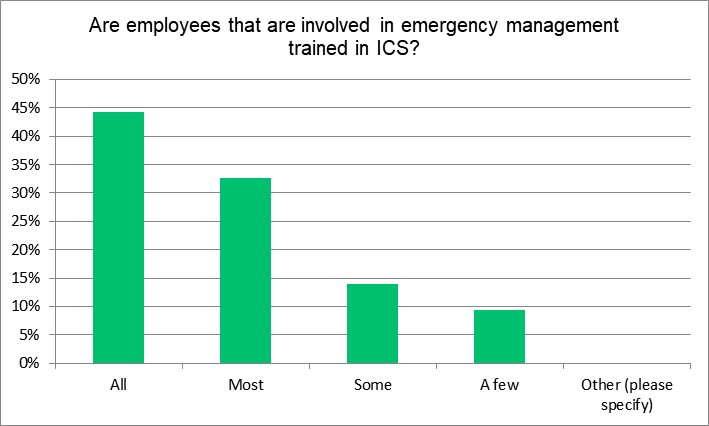 Are employees that are involved in emergency management
trained in ICS?
50%
45%
40%
35%
30%
25%
20%
15%
10%
5%
0%
All
Most
Some
A few
Other (please
specify)